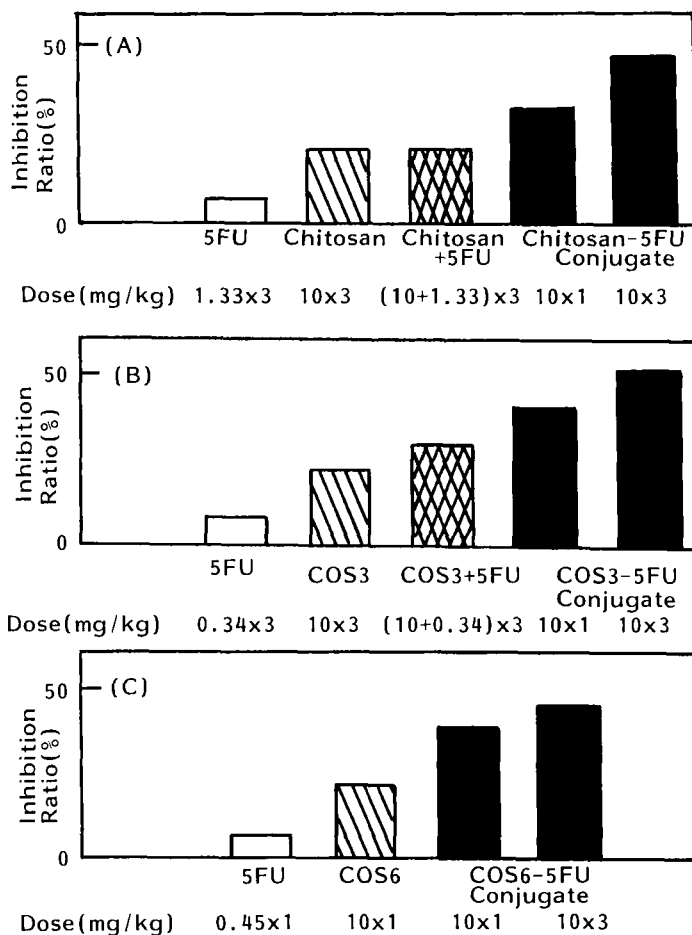 50
(A)
Inhibition
Ratio(%)
0
5FU Chitosan Chitosan Chitosan-5FU
+5FU Conjugate
Dose(mg/kg) 1.33x3 10x3 (10+1.33)x3 10x1 10x3
50
(B)
Inhibition
Ratio(%)
0
5FU COS3 COS3+5FU COS3-5FU
Conjugate
Dose(mg/kg) 0.34x3 10x3 (10+0.34)x3 10x1 10x3
50
(C)
Inhibition
Ratio(%)
0
5FU COS6 COS6-5FU
Conjugate
Dose(mg/kg) 0.45x1 10x1 10x1 10x3